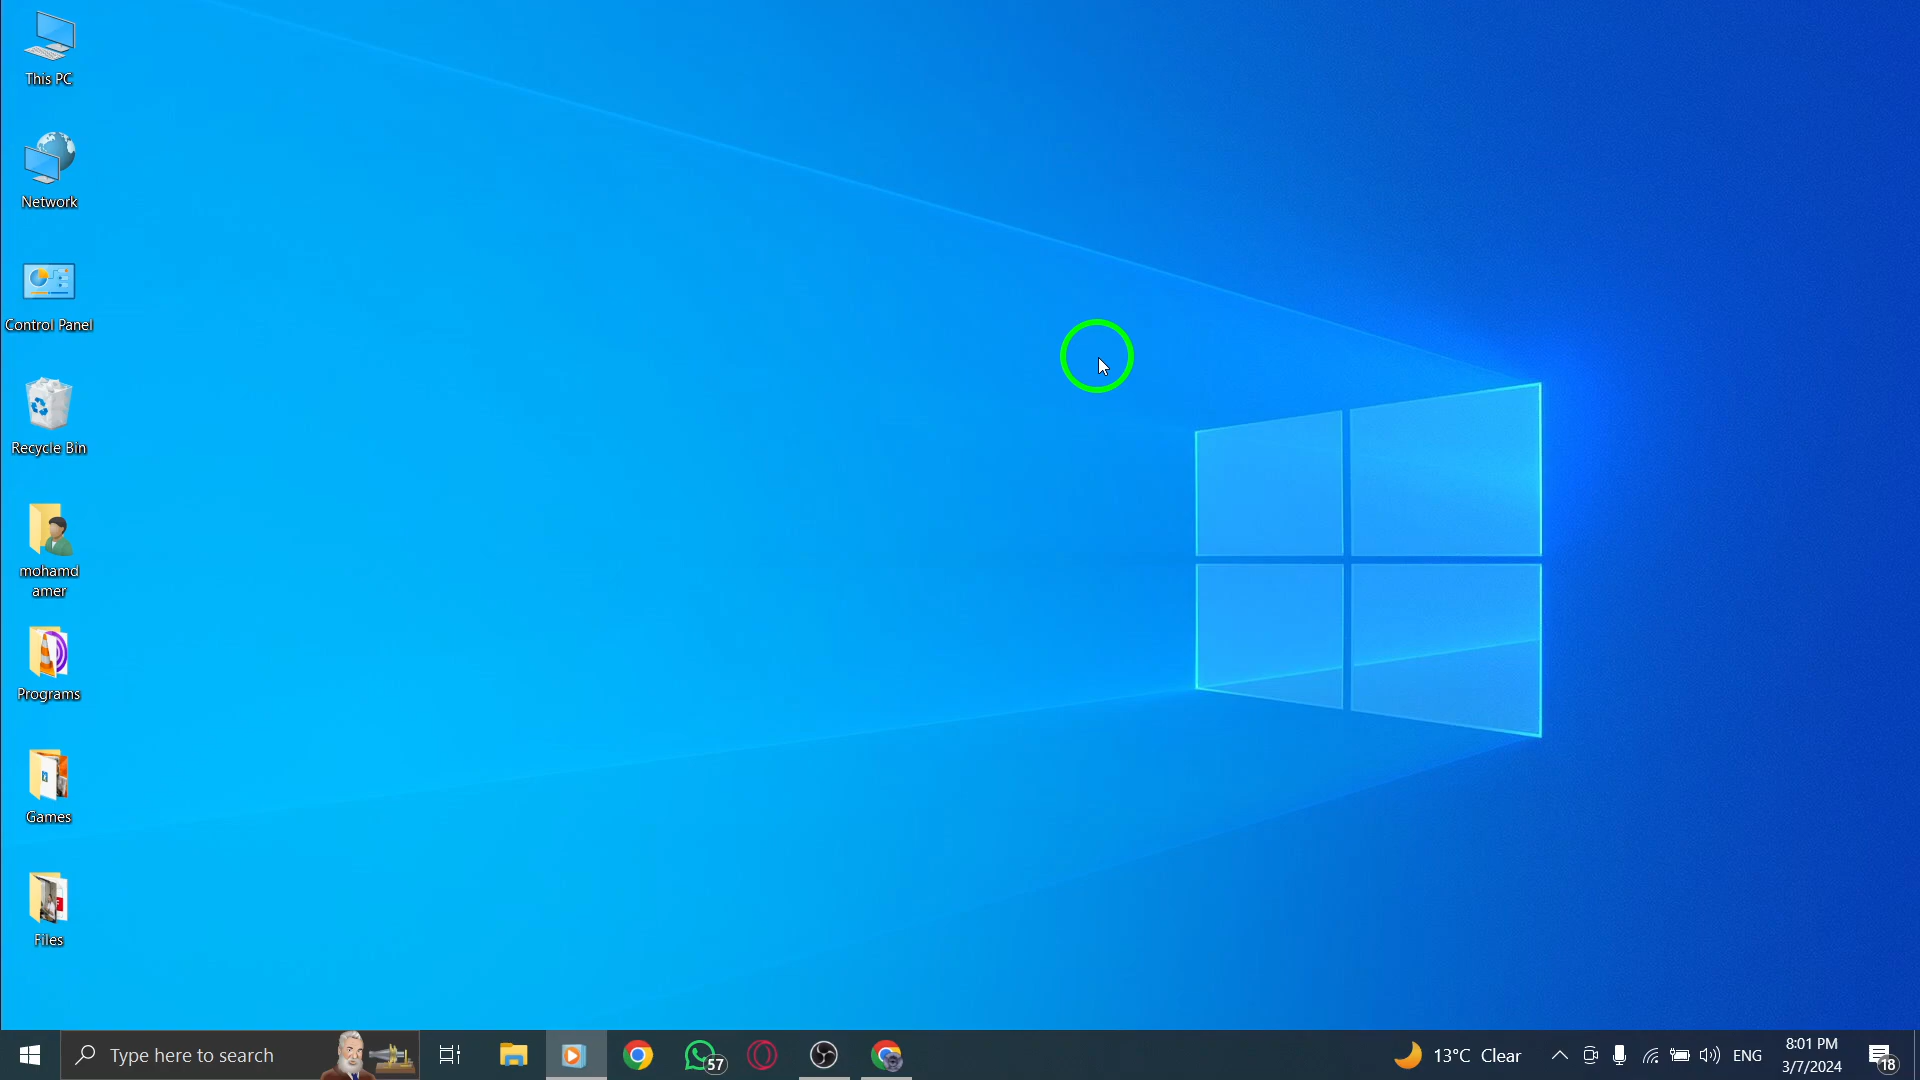 This PC
Network
Control Panel
Recycle Bin
mohamd
amer
Programs
Games
Files
Type here to search
57
13°C Clear
ENG
8:01 PM
3/7/2024
18